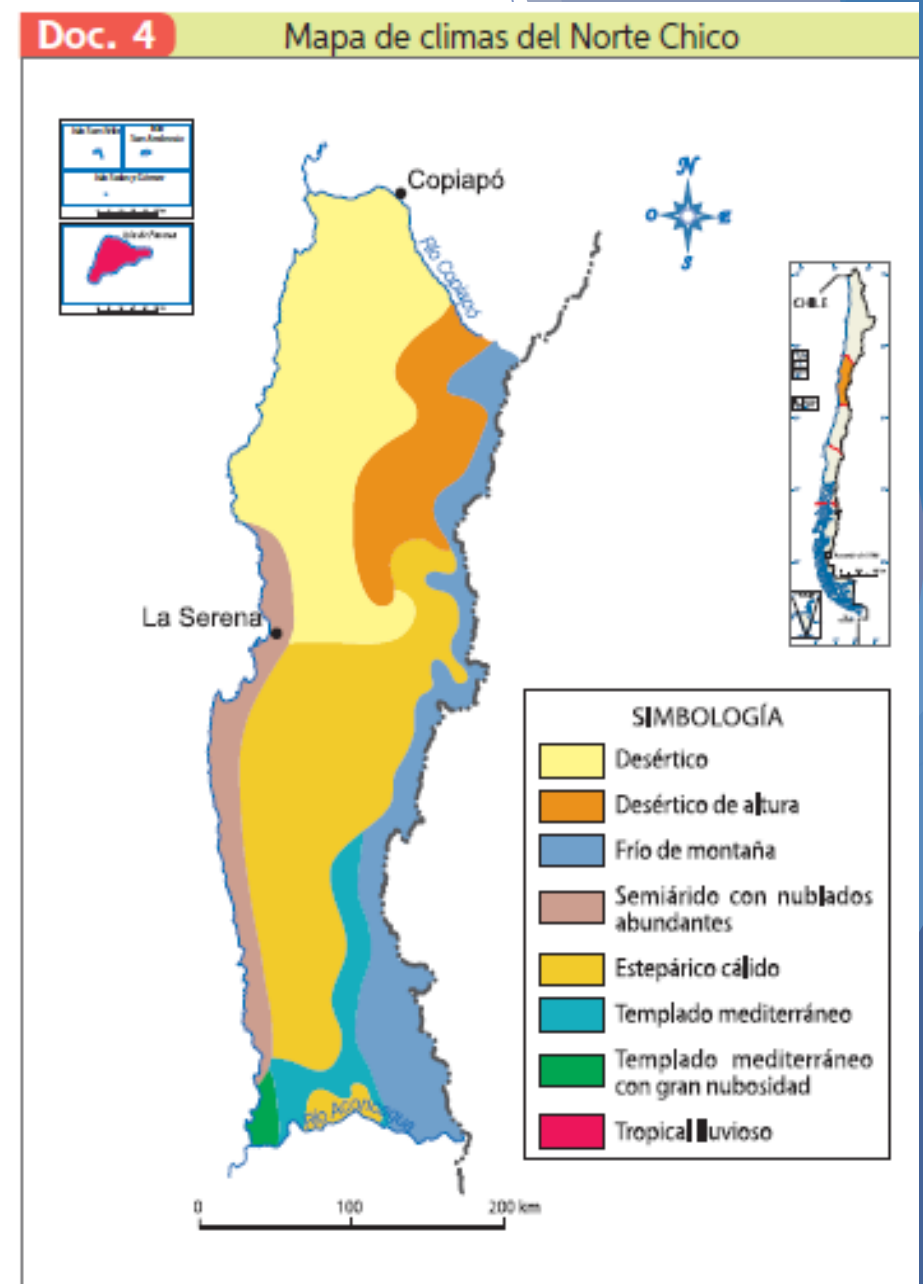 Doc. 4
Mapa de climas del Norte Chico
Copiapó
Río Copiapó
N
O
E
S
CHILE
La Serena
SIMBOLOGÍA
Desértico
Desértico de altura
Frío de montaña
Semiárido con nublados
abundantes
Estepárico cálido
Templado mediterráneo
Templado mediterráneo
con gran nubosidad
Tropical lluvioso
Río Aconcagua
0 100 200 km